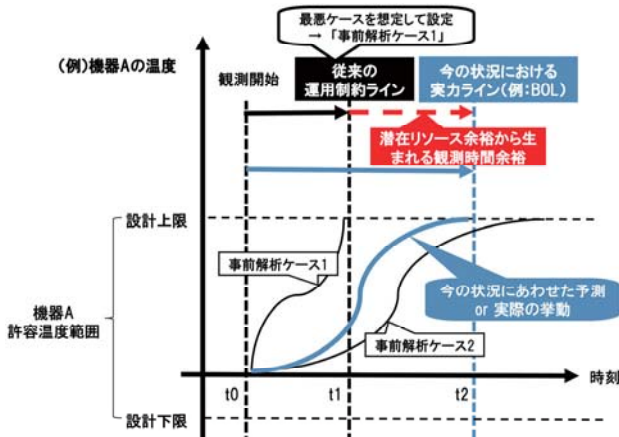 最悪ケースを想定して設定
→ 「事前解析ケース1」
(例)機器Aの温度
観測開始
従来の
運用制約ライン
今の状況における
実力ライン(例:BOL)
潜在リソース余裕から生
まれる観測時間余裕
設計上限
事前解析ケース1
今の状況にあわせた予測
or 実際の挙動
機器A
許容温度範囲
事前解析ケース2
時刻
t0
t1
t2
設計下限